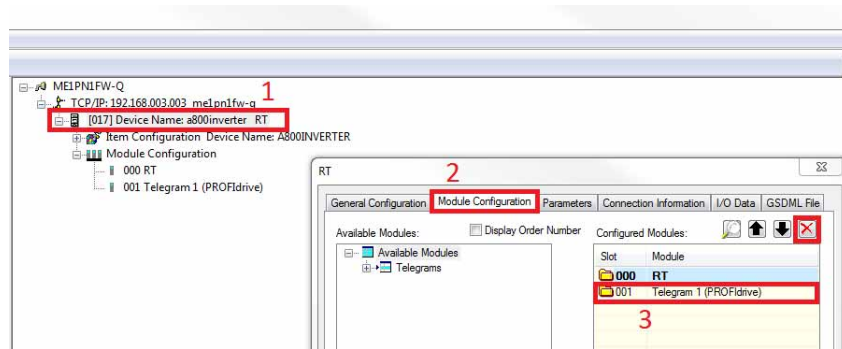 ME1PN1FW-Q
1
TCP/IP: 192.168.003.003 me1pn1fw-q
[017] Device Name: a800inverter RT
Item Configuration Device Name: A800INVERTER
Module Configuration
000 RT
001 Telegram 1 (PROFIdrive)
RT
2
General Configuration Module Configuration Parameters Connection Information I/O Data GSDML File
Available Modules: Display Order Number Configured Modules:
Available Modules
Telegrams
Slot Module
000 RT
001 Telegram 1 (PROFIdrive)
3